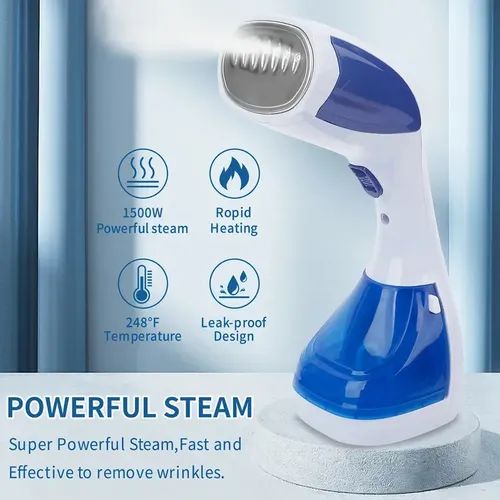 1500W
Powerful steam
Ropid
Heating
248°F
Temperature
Leak-proof
Design
POWERFUL STEAM
Super Powerful Steam,Fast and
Effective to remove wrinkles.